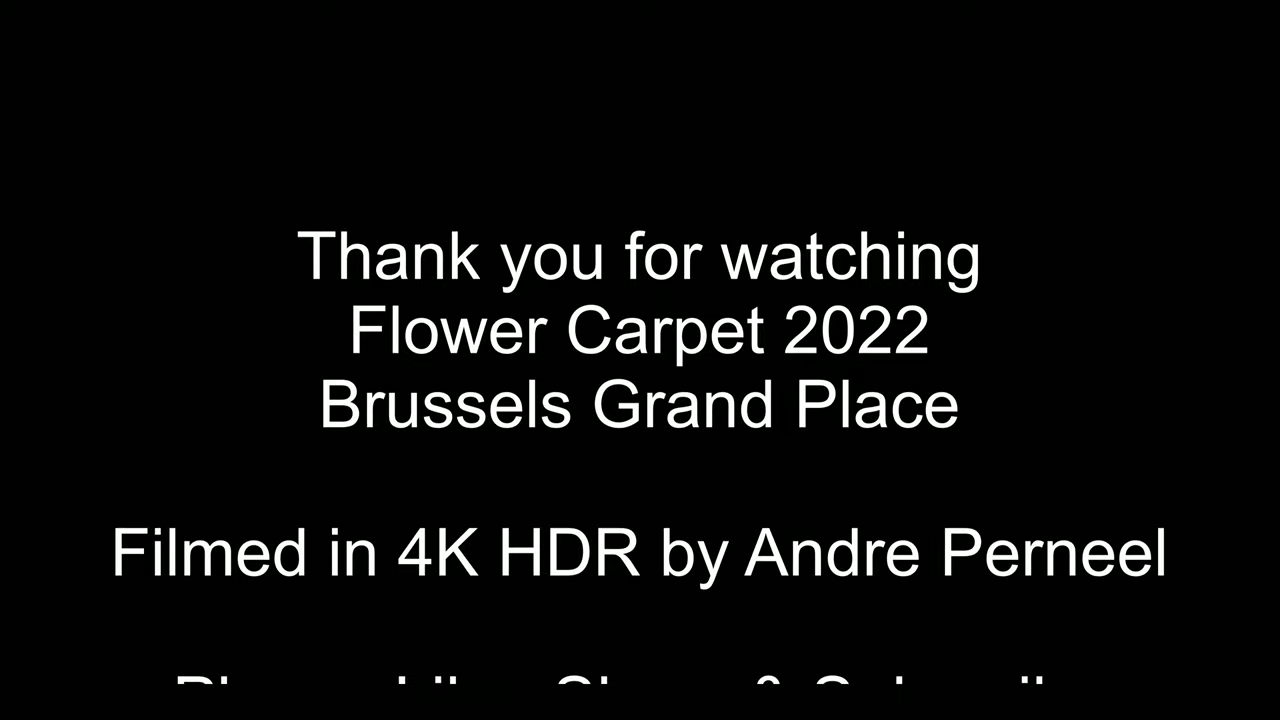 Thank you for watching
Flower Carpet 2022
Brussels Grand Place
Filmed in 4K HDR by Andre Perneel